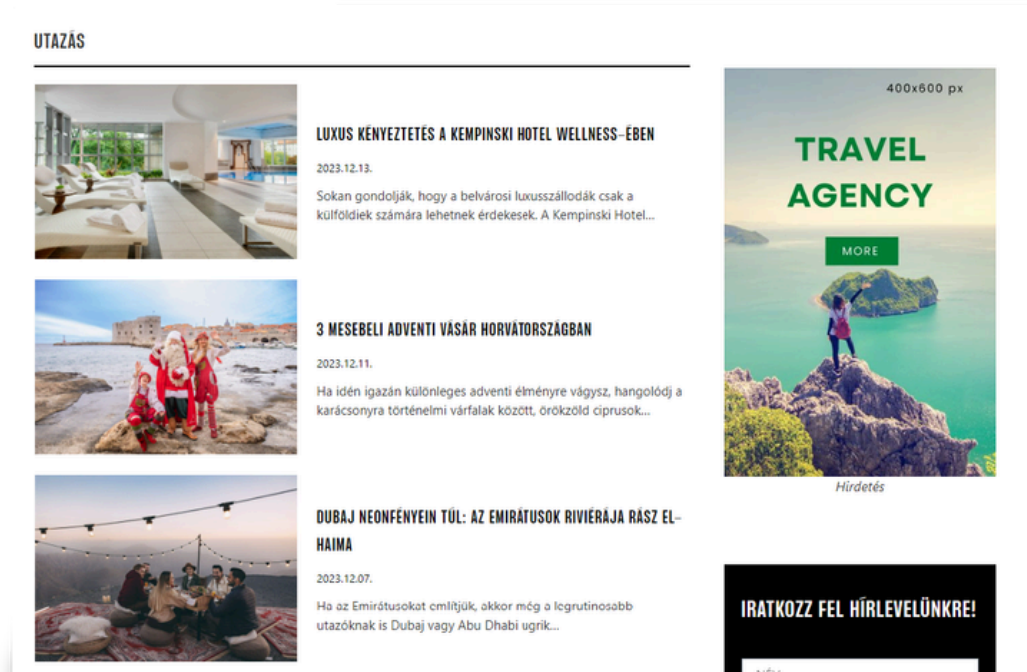 UTAZÁS
LUXUS KÉNYEZTETÉS A KEMPINSKI HOTEL WELLNESS-ÉBEN
2023.12.13.
Sokan gondolják, hogy a belvárosi luxusszállodák csak a
külföldiek számára lehetnek érdekesek. A Kempinski Hotel...
3 MESEBELI ADVENTI VÁSÁR HORVÁTORSZÁGBAN
2023.12.11.
Ha idén igazán különleges adventi élményre vágysz, hangolódj a
karácsonyra történelmi várfalak között, örökzöld ciprusok...
DUBAJ NEONFÉNYEIN TÚL: AZ EMIRÁTUSOK RIVIÉRÁJA RÁSZ EL-
HAIMA
2023.12.07.
Ha az Emirátusokat említjük, akkor még a legrutinosabb
utazóknak is Dubaj vagy Abu Dhabi ugrik...
400x600 px
TRAVEL
AGENCY
MORE
Hirdetés
IRATKOZZ FEL HÍRLEVELÜNKRE!